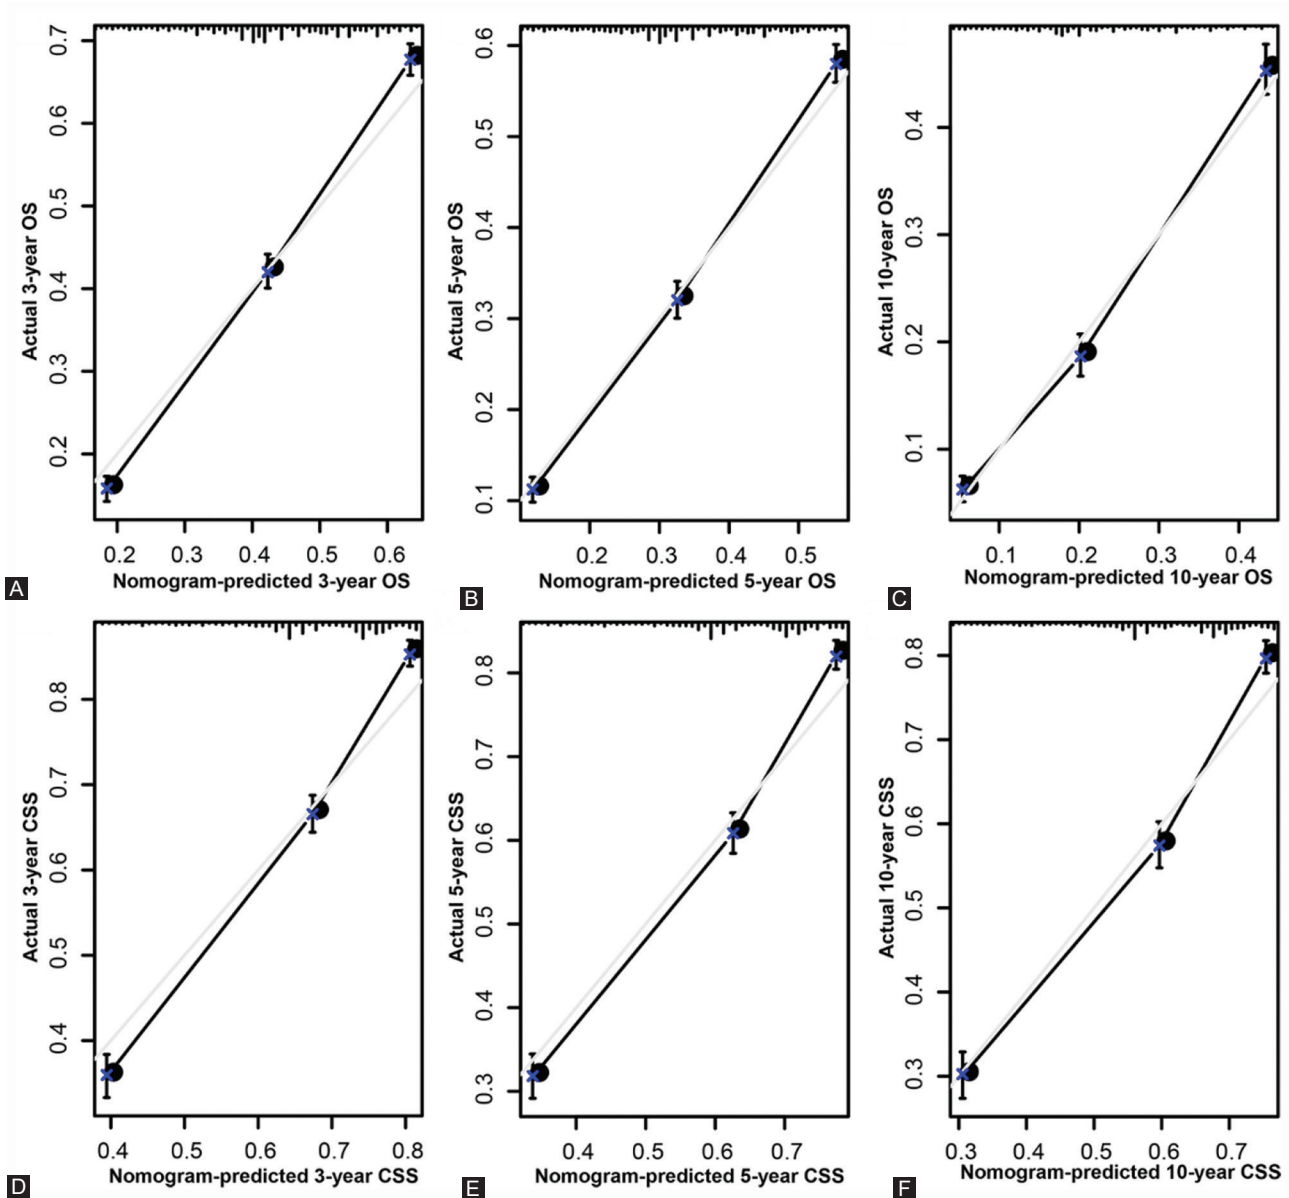 Actual 3-year OS
0.7
0.6
0.5
0.4
0.3
0.2
0.2 0.3 0.4 0.5 0.6
Nomogram-predicted 3-year OS
A
Actual 5-year OS
0.6
0.5
0.4
0.3
0.2
0.1
0.2 0.3 0.4 0.5
Nomogram-predicted 5-year OS
B
Actual 10-year OS
0.4
0.3
0.2
0.1
0.1 0.2 0.3 0.4
Nomogram-predicted 10-year OS
C
Actual 3-year CSS
0.8
0.7
0.6
0.5
0.4
0.4 0.5 0.6 0.7 0.8
Nomogram-predicted 3-year CSS
D
Actual 5-year CSS
0.8
0.7
0.6
0.5
0.4
0.3
0.4 0.5 0.6 0.7
Nomogram-predicted 5-year CSS
E
Actual 10-year CSS
0.8
0.7
0.6
0.5
0.4
0.3
0.3 0.4 0.5 0.6 0.7
Nomogram-predicted 10-year CSS
F